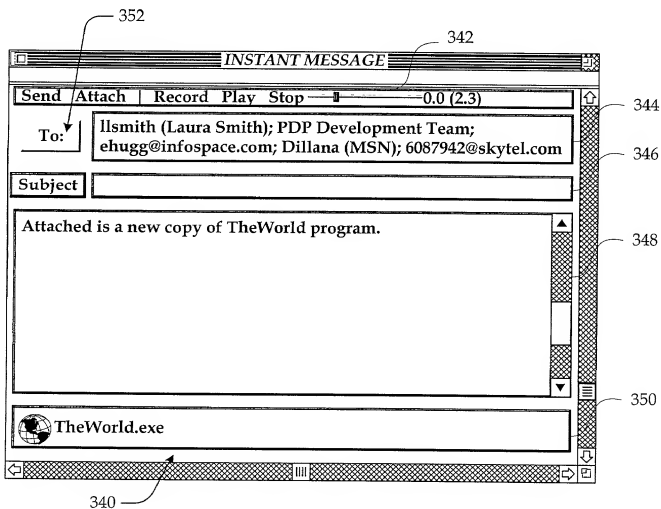 352
342
INSTANT MESSAGE
Send Attach | Record Play Stop 0.0 (2.3)
344
To:
llsmith (Laura Smith); PDP Development Team;
ehugg@infospace.com; Dillana (MSN); 6087942@skytel.com
346
Subject
Attached is a new copy of TheWorld program.
348
350
TheWorld.exe
340